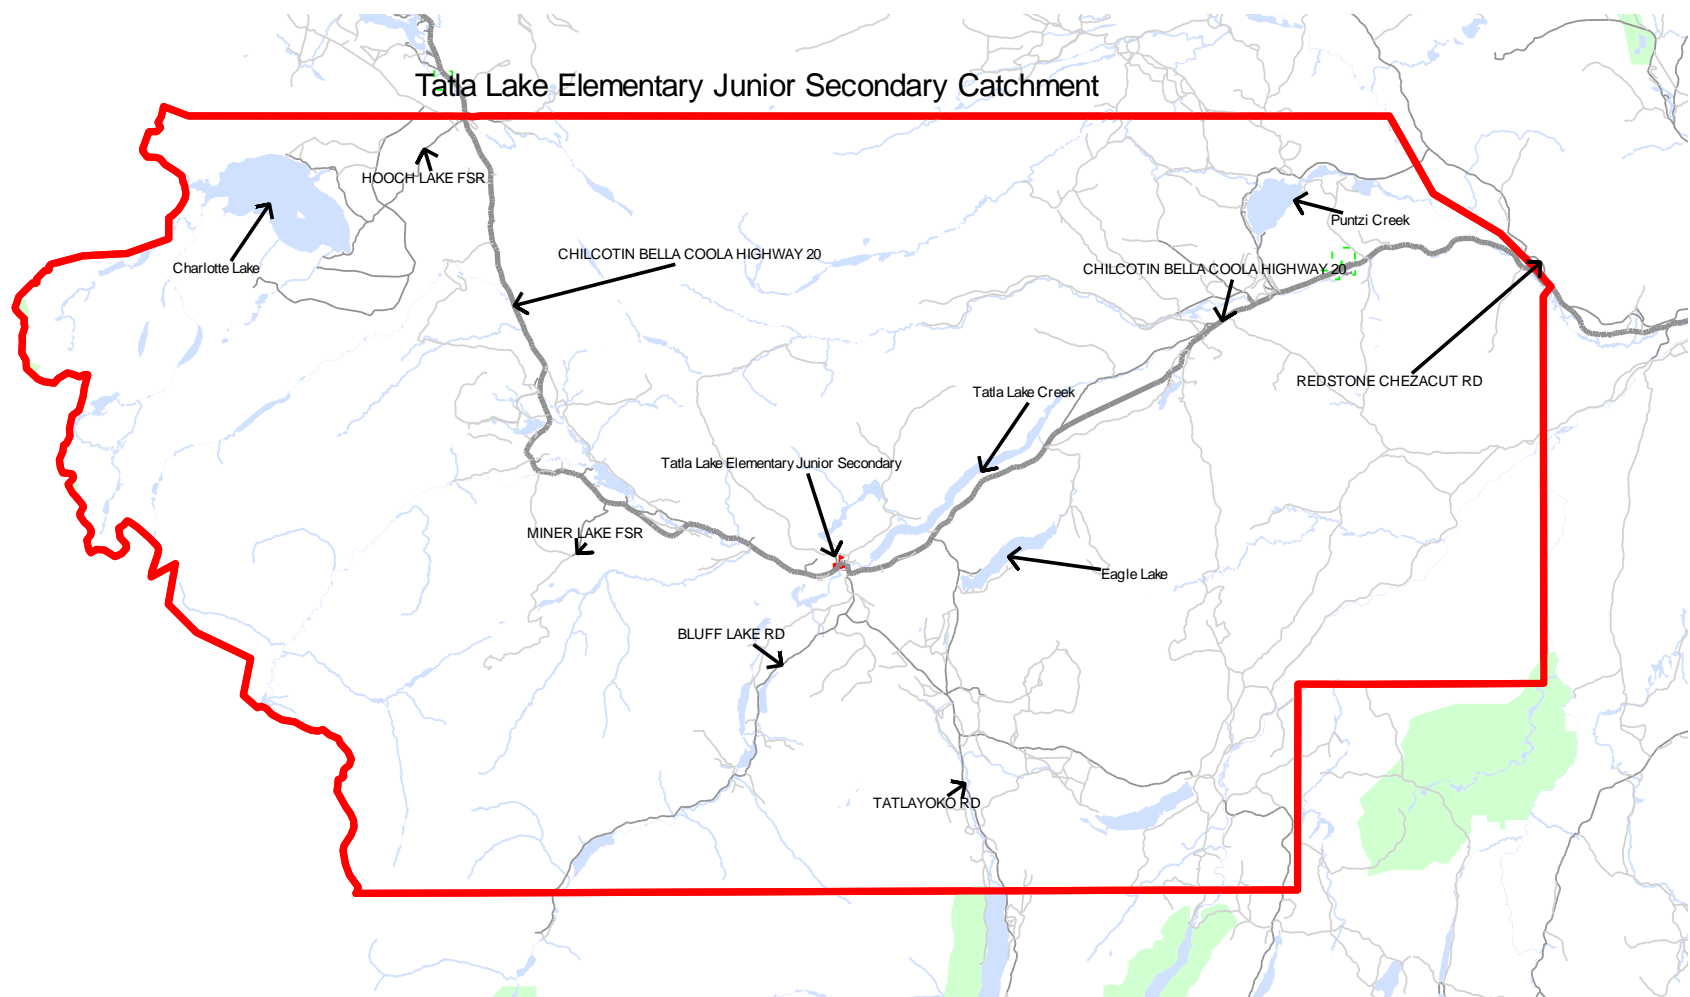 Tatla Lake Elementary Junior Secondary Catchment
HOOCH LAKE FSR
Puntzi Creek
CHILCOTIN BELLA COOLA HIGHWAY 20
Charlotte Lake
CHILCOTIN BELLA COOLA HIGHWAY 20
REDSTONE CHEZACUT RD
Tatla Lake Creek
Tatla Lake Elementary Junior Secondary
MINER LAKE FSR
Eagle Lake
BLUFF LAKE RD
TATLAYOKO RD